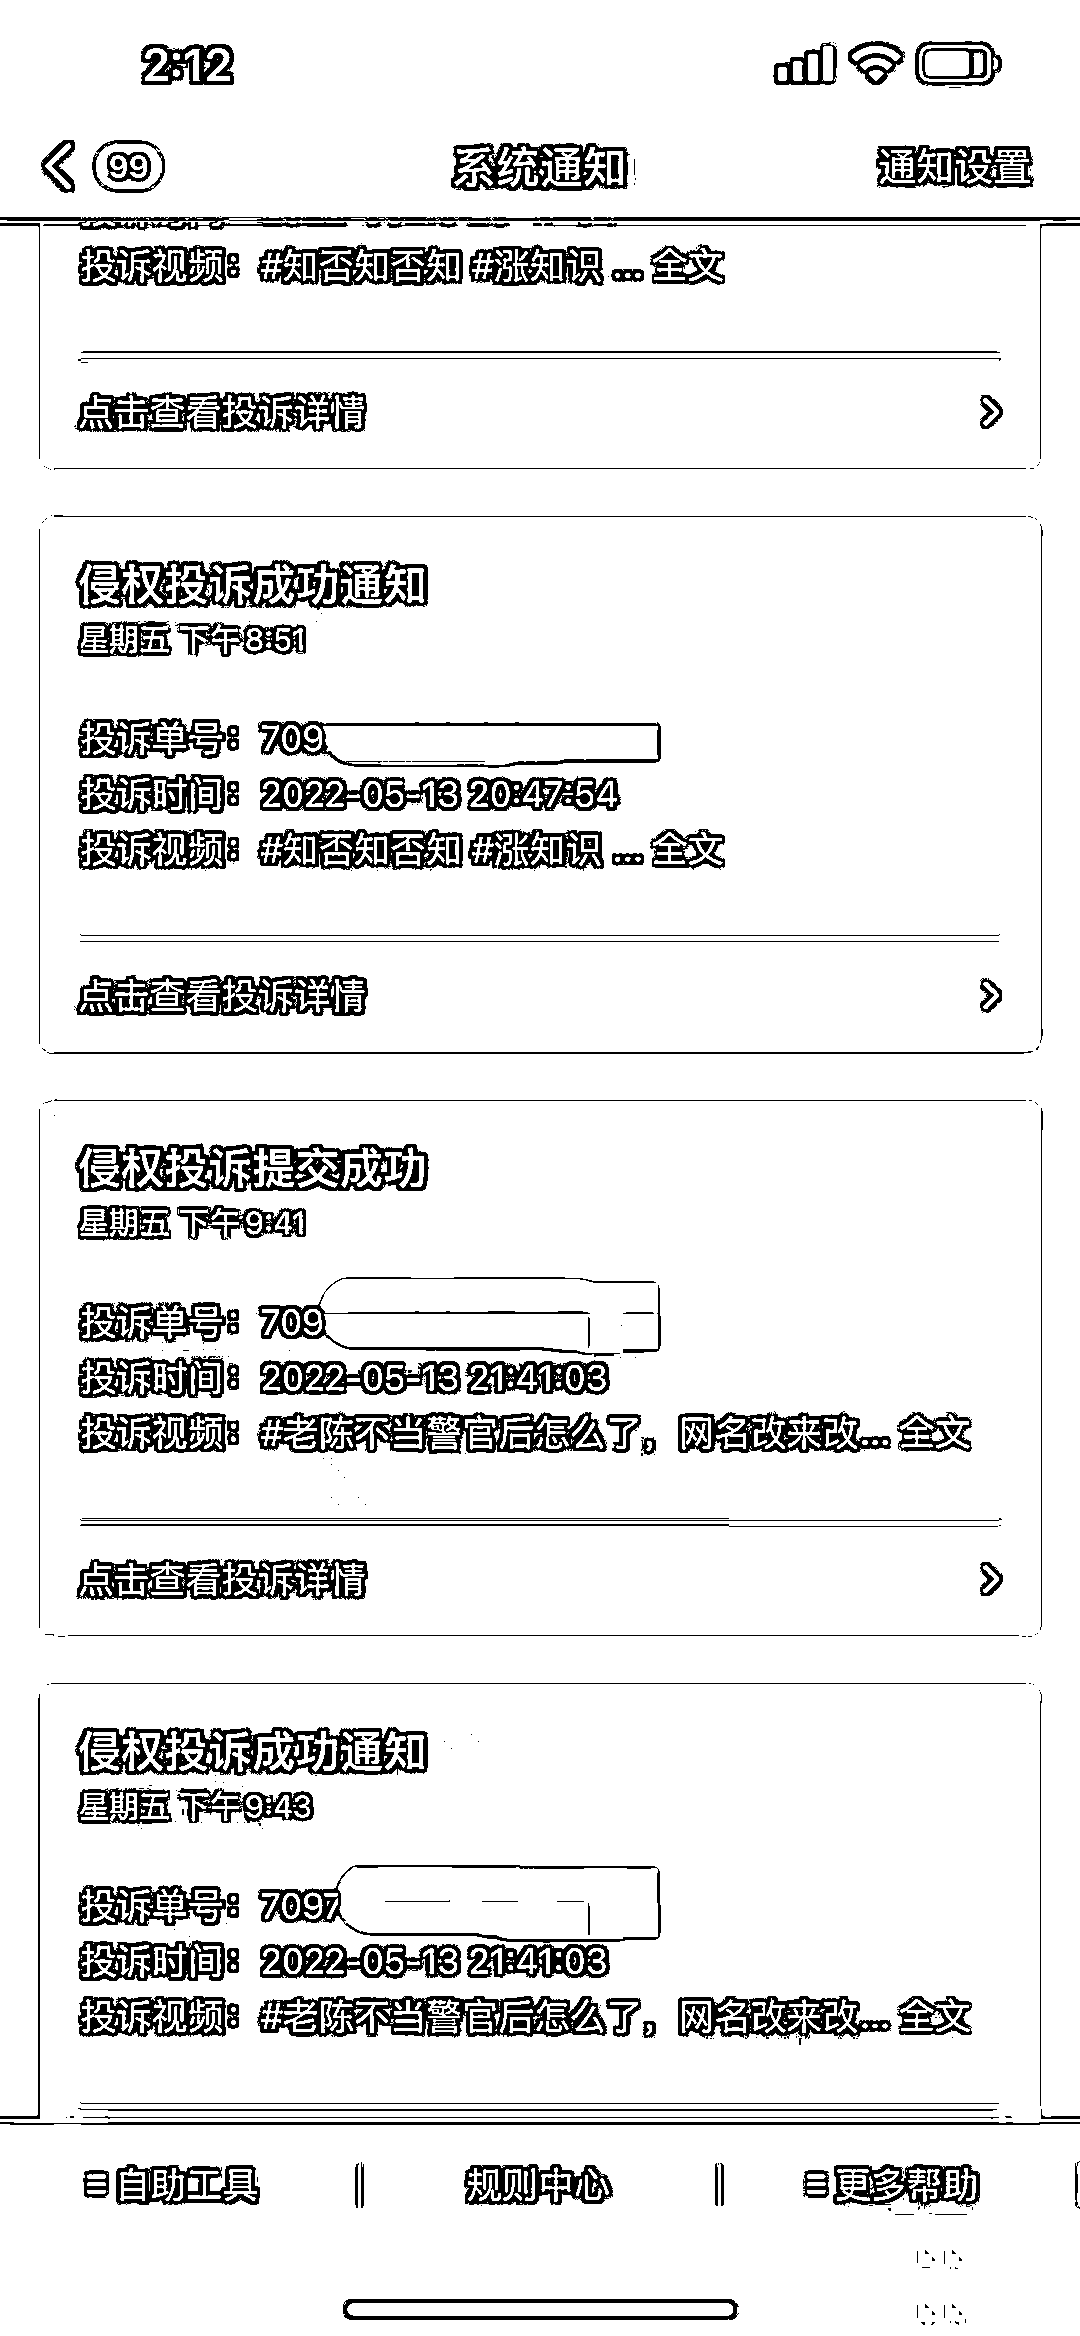 2:12
99 系统通知 通知设置
投诉视频：#知否知否知 #涨知识 ... 全文
点击查看投诉详情
侵权投诉成功通知
星期五 下午8:51
投诉单号：709
投诉时间：2022-05-13 20:47:54
投诉视频：#知否知否知 #涨知识 ... 全文
点击查看投诉详情
侵权投诉提交成功
星期五 下午9:41
投诉单号：709
投诉时间：2022-05-13 21:41:03
投诉视频：#老陈不当警官后怎么了，网名改来改... 全文
点击查看投诉详情
侵权投诉成功通知
星期五 下午9:43
投诉单号：7097
投诉时间：2022-05-13 21:41:03
投诉视频：#老陈不当警官后怎么了，网名改来改... 全文
自助工具 规则中心 更多帮助